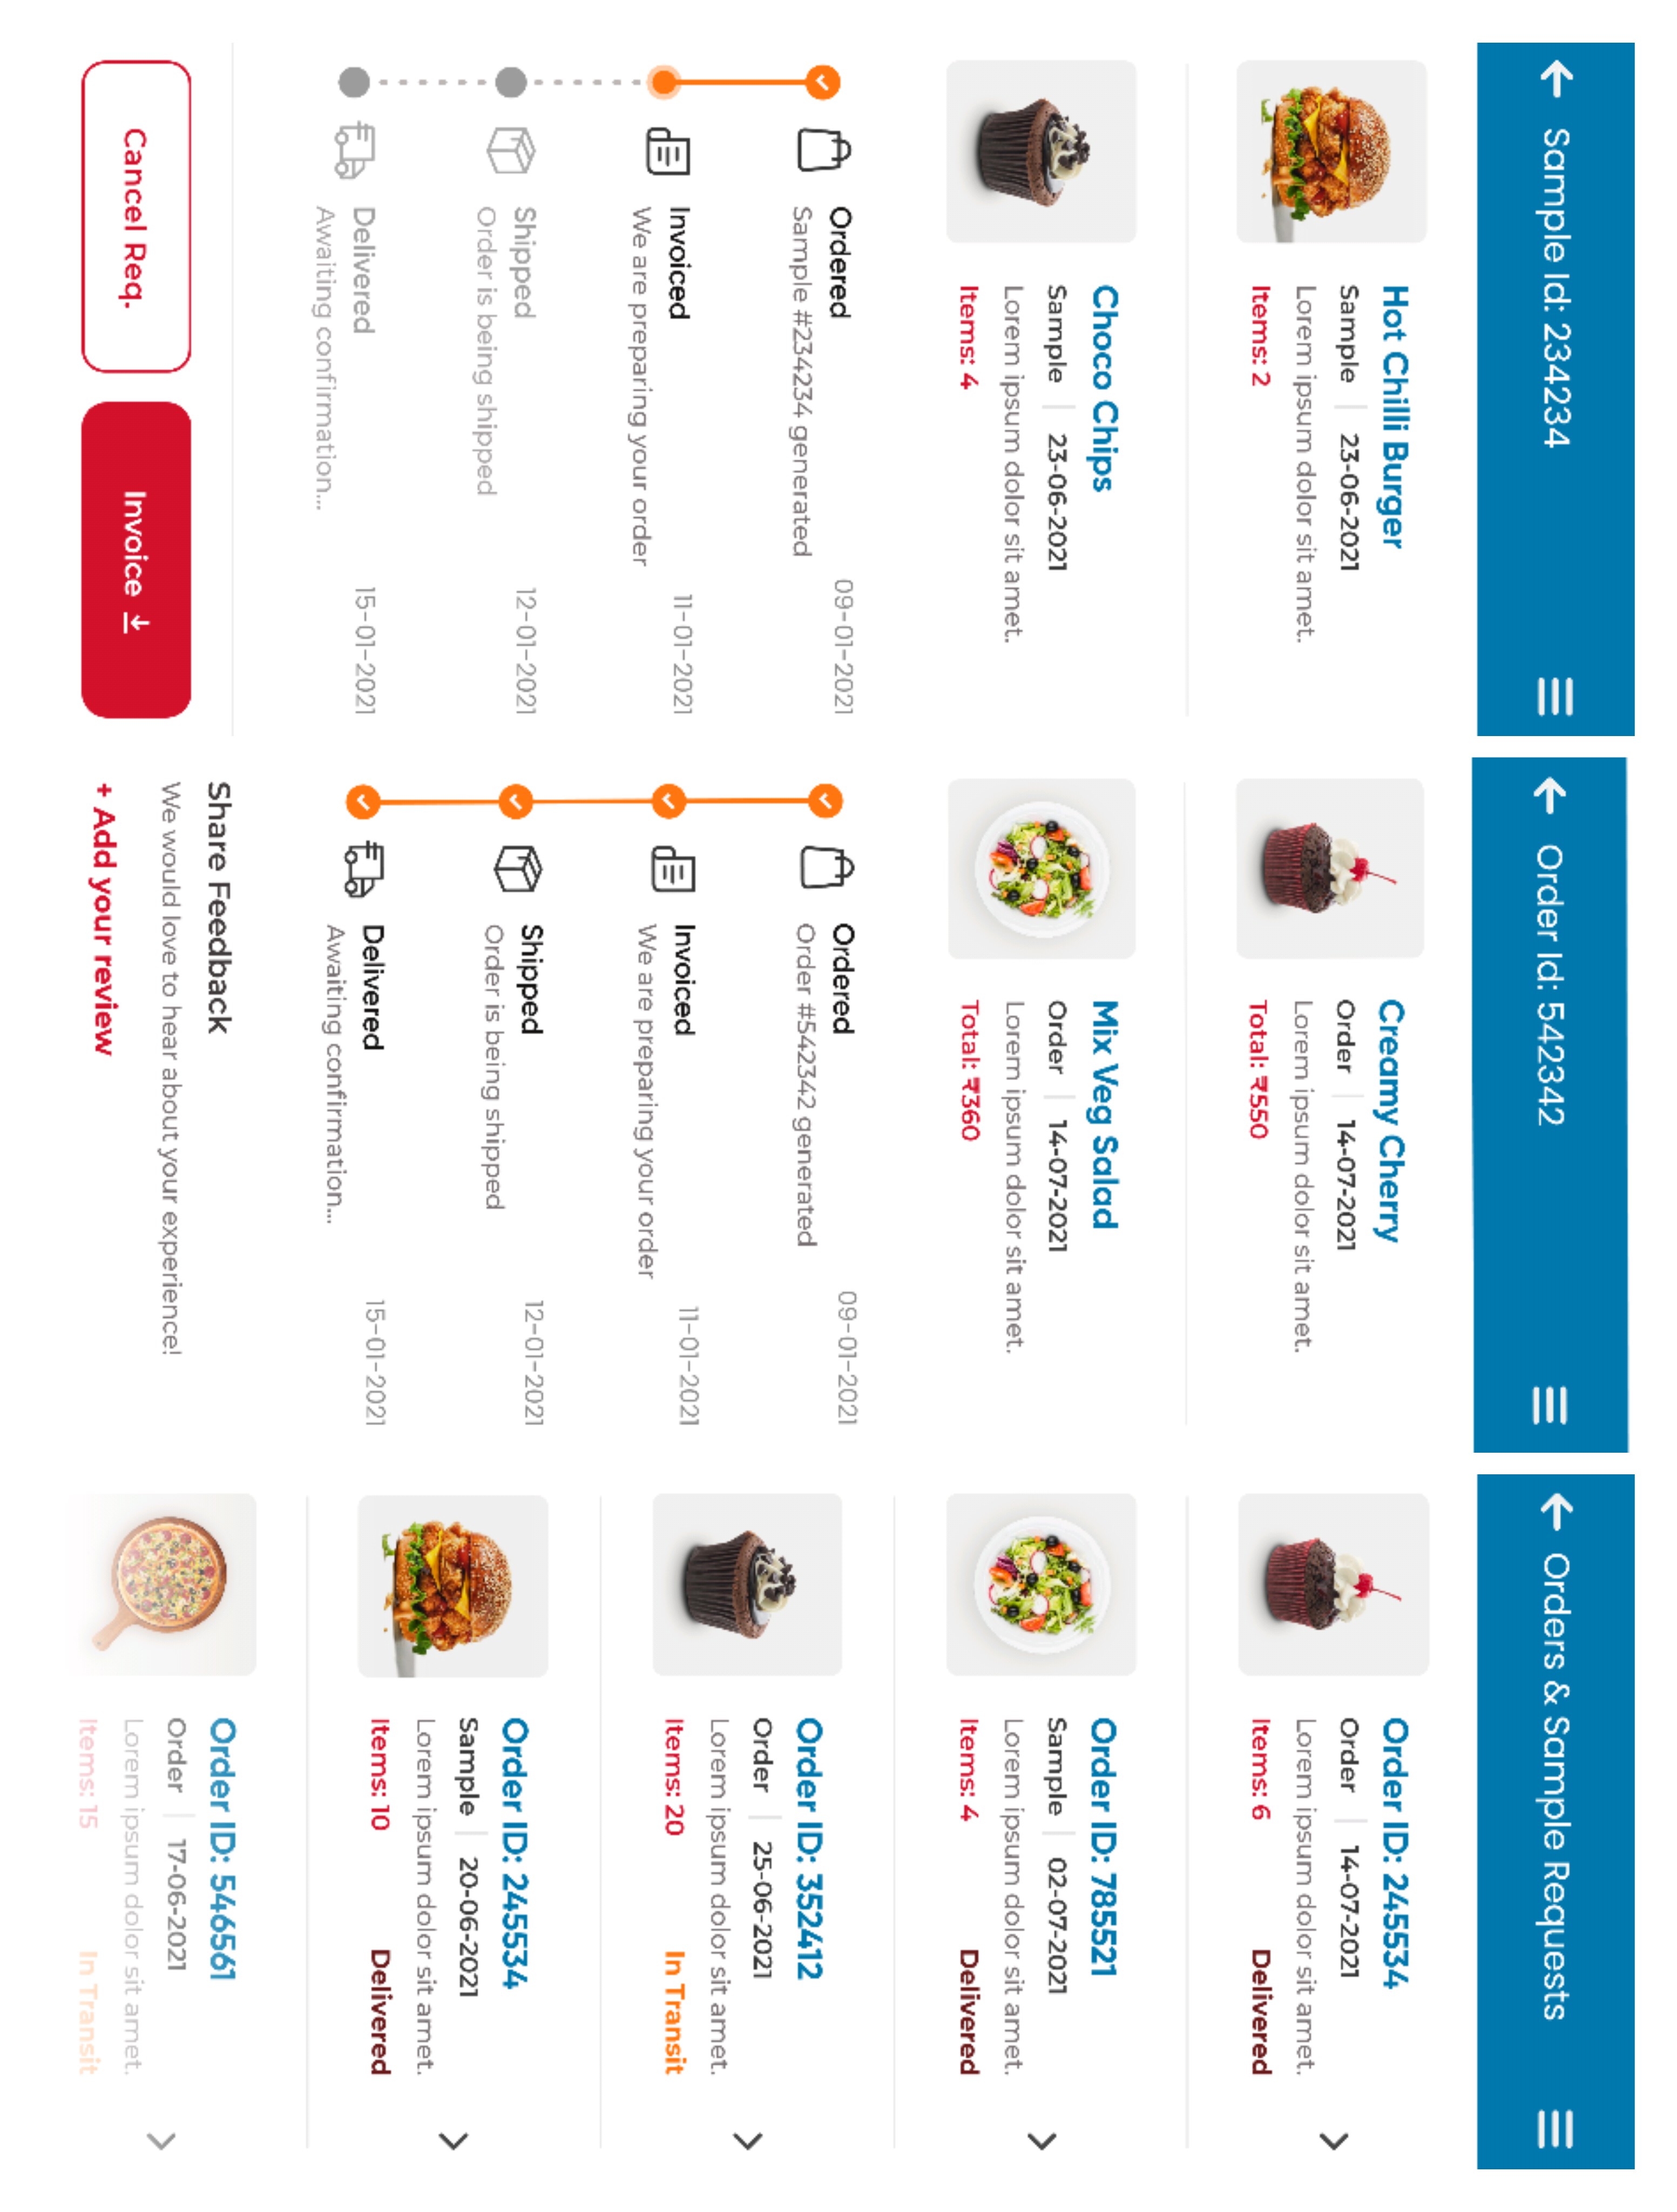 Sample Id: 234234
Hot Chilli Burger
Sample 23-06-2021
Lorem ipsum dolor sit amet.
Items: 2
Choco Chips
Sample 23-06-2021
Lorem ipsum dolor sit amet.
Items: 4
Ordered 09-01-2021
Sample #234234 generated
Invoiced 11-01-2021
We are preparing your order
Shipped 12-01-2021
Order is being shipped
Delivered 15-01-2021
Awaiting confirmation...
Cancel Req. Invoice
Order Id: 542342
Creamy Cherry
Order 14-07-2021
Lorem ipsum dolor sit amet.
Total: ₹550
Mix Veg Salad
Order 14-07-2021
Lorem ipsum dolor sit amet.
Total: ₹360
Ordered 09-01-2021
Order #542342 generated
Invoiced 11-01-2021
We are preparing your order
Shipped 12-01-2021
Order is being shipped
Delivered 15-01-2021
Awaiting confirmation...
Share Feedback
We would love to hear about your experience!
+ Add your review
Orders & Sample Requests
Order ID: 245534
Order 14-07-2021
Lorem ipsum dolor sit amet.
Items: 6 Delivered
Order ID: 785521
Sample 02-07-2021
Lorem ipsum dolor sit amet.
Items: 4 Delivered
Order ID: 352412
Order 25-06-2021
Lorem ipsum dolor sit amet.
Items: 20 In Transit
Order ID: 245534
Sample 20-06-2021
Lorem ipsum dolor sit amet.
Items: 10 Delivered
Order ID: 546561
Order 17-06-2021
Lorem ipsum dolor sit amet.
Items: 15 In Transit